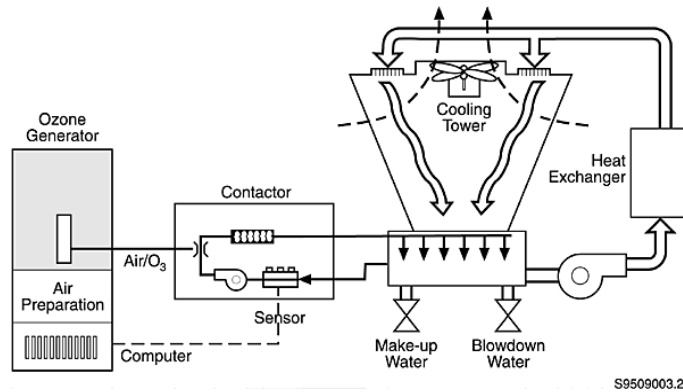 Ozone
Generator
Air
Preparation
Computer
Air/O₃
Contactor
Sensor
Cooling
Tower
Heat
Exchanger
Make-up
Water
Blowdown
Water
S9509003.2